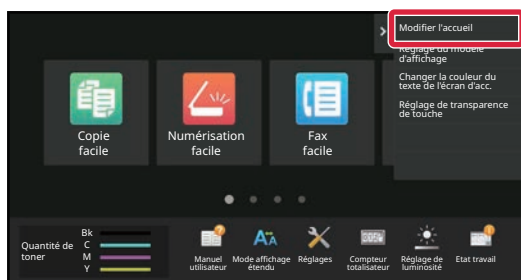 Modifier l'accueil
Réglage du modèle
d'affichage
Changer la couleur du
texte de l'écran d'acc.
Réglage de transparence
de touche
Copie
facile
Numérisation
facile
Fax
facile
Quantité de
toner
Bk
C
M
Y
Manuel
utilisateur
Mode affichage
étendu
Réglages
Compteur
totalisateur
Réglage de
luminosité
Etat travail